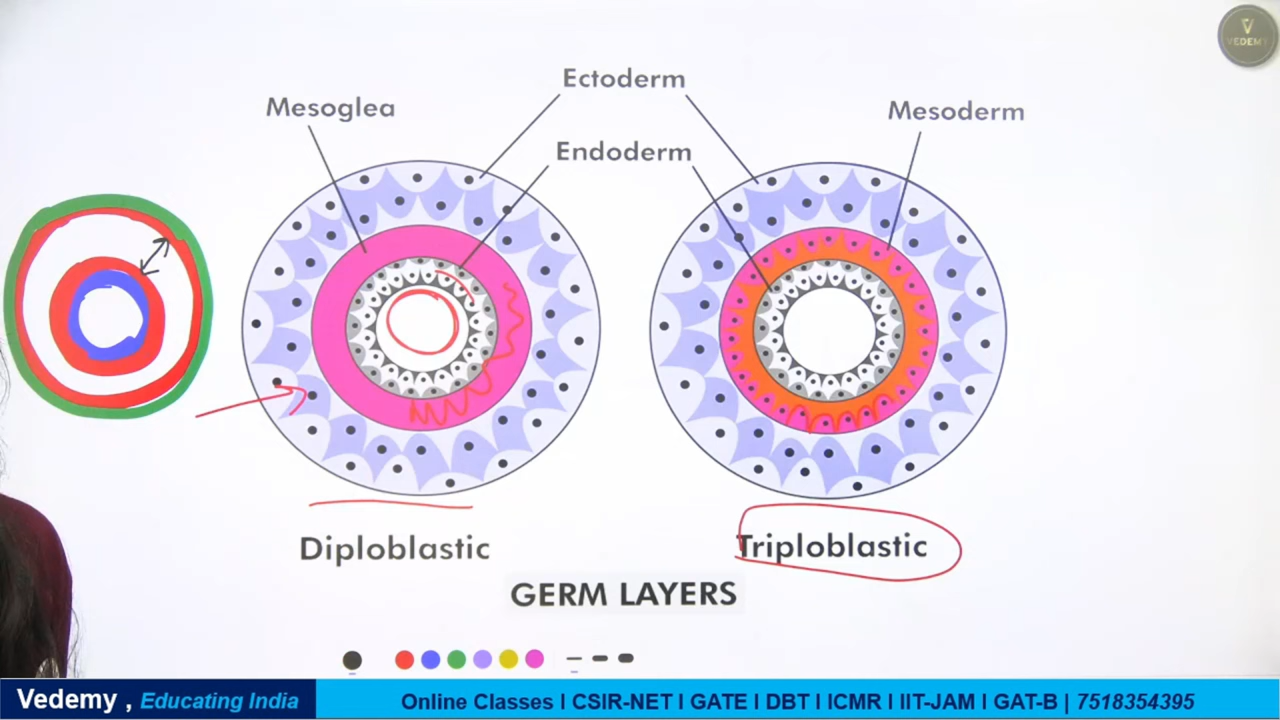 VEDEMY
Ectoderm
Mesoglea
Mesoderm
Endoderm
Diploblastic
Triploblastic
GERM LAYERS
Vedemy , Educating India
Online Classes I CSIR-NET I GATE I DBT I ICMR I IIT-JAM I GAT-B | 7518354395